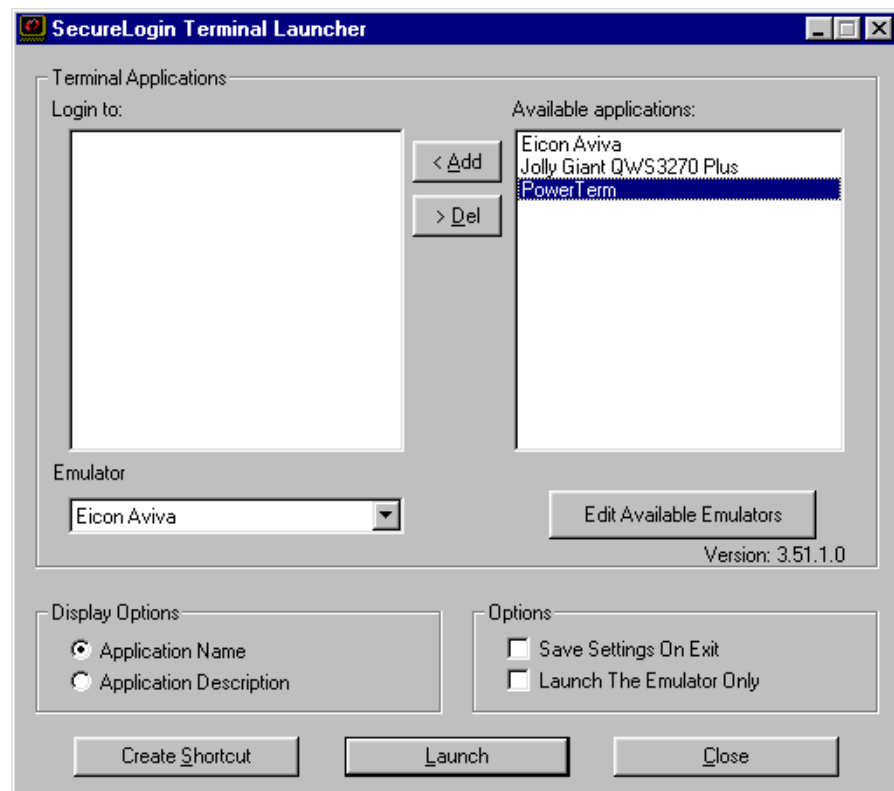 SecureLogin Terminal Launcher
Terminal Applications
Login to:
Available applications:
< Add
> Del
Eicon Aviva
Jolly Giant QWS3270 Plus
PowerTerm
Emulator
Eicon Aviva
Edit Available Emulators
Version: 3.51.1.0
Display Options
Application Name
Application Description
Options
Save Settings On Exit
Launch The Emulator Only
Create Shortcut
Launch
Close